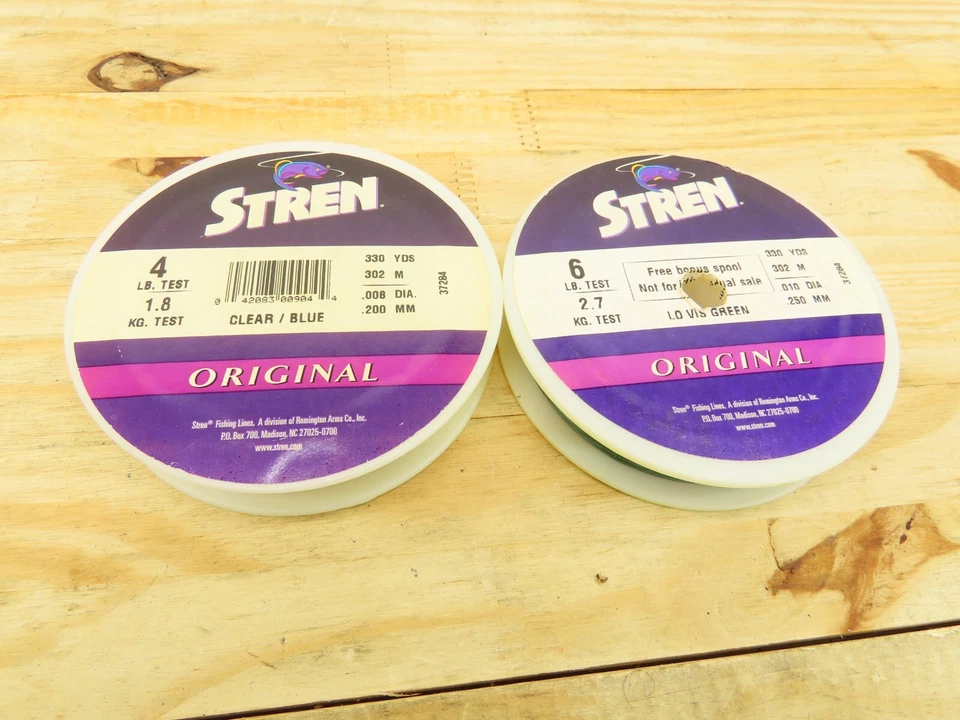 STREN
4
LB. TEST
1.8
KG. TEST
0 42083 00904 4
CLEAR / BLUE
330 YDS
302 M
.008 DIA.
.200 MM
37284
ORIGINAL
Stren® Fishing Lines, A division of Remington Arms Co., Inc.
P.O. Box 700, Madison, NC 27025-0700
www.stren.com
STREN
6
LB. TEST
2.7
KG. TEST
Free bonus spool
Not for sale
LO VIS GREEN
330 YDS
302 M
.010 DIA
.250 MM
37284
ORIGINAL
Stren® Fishing Lines, A division of Remington Arms Co., Inc.
P.O. Box 700, Madison, NC 27025-0700
www.stren.com